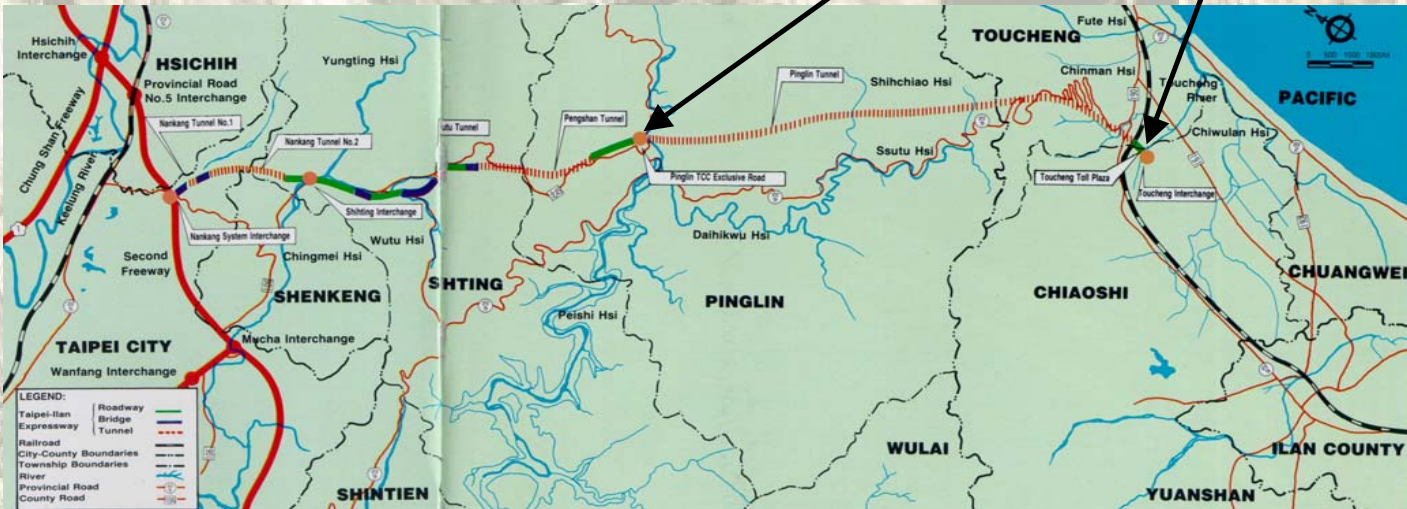 Hsichih
Interchange
HSICHIH
Provincial Road
No.5 Interchange
Yungting Hsi
Chung Shan Freeway
Keelung River
Nankang Tunnel No.1
Nankang Tunnel No.2
utu Tunnel
Pengshan Tunnel
Pinglin Tunnel
Shihchiao Hsi
TOUCHENG
Fute Hsi
Chinman Hsi
Toucheng
River
PACIFIC
N
0 500 1000 1500M
Chiwulan Hsi
Ssutu Hsi
Pinglin TCC Exclusive Road
Toucheng Toll Plaza
Toucheng Interchange
Shihting Interchange
Nankang System Interchange
Wutu Hsi
Chingmei Hsi
Second
Freeway
SHENKENG
SHTING
Daihikwu Hsi
PINGLIN
CHIAOSHI
CHUANGWEI
Peishi Hsi
TAIPEI CITY
Mucha Interchange
Wanfang Interchange
WULAI
ILAN COUNTY
SHINTIEN
YUANSHAN
LEGEND:
Taipei-Ilan
Expressway
Roadway
Bridge
Tunnel
Railroad
City-County Boundaries
Township Boundaries
River
Provincial Road
County Road